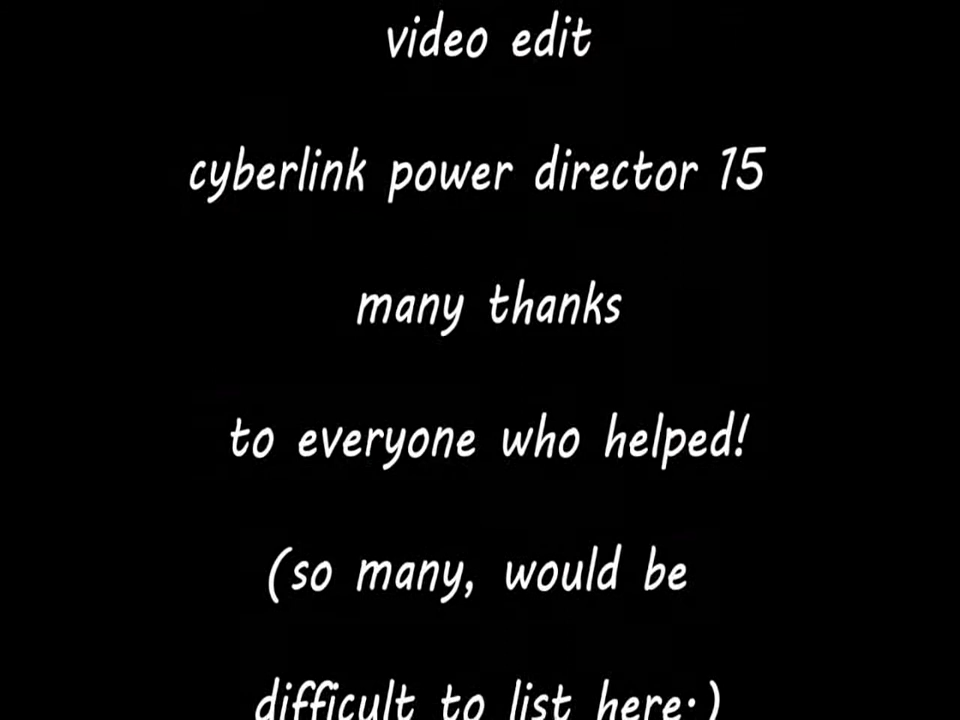 video edit
cyberlink power director 15
many thanks
to everyone who helped!
(so many, would be
difficult to list here.)